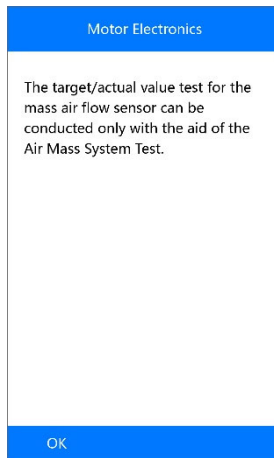 Motor Electronics
The target/actual value test for the
mass air flow sensor can be
conducted only with the aid of the
Air Mass System Test.
OK